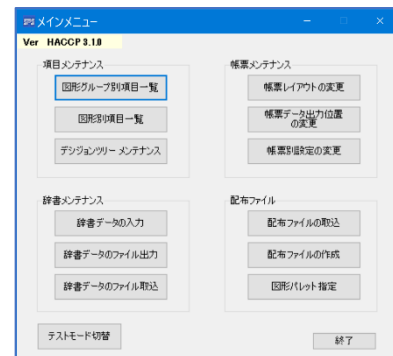 メインメニュー
Ver HACCP 3.1.8
項目メンテナンス
図形グループ別項目一覧
図形別項目一覧
デシジョンツリー メンテナンス
帳票メンテナンス
帳票レイアウトの変更
帳票データ出力位置
の変更
帳票別設定の変更
辞書メンテナンス
辞書データの入力
辞書データのファイル出力
辞書データのファイル取込
配布ファイル
配布ファイルの取込
配布ファイルの作成
図形パレット指定
テストモード切替
終了